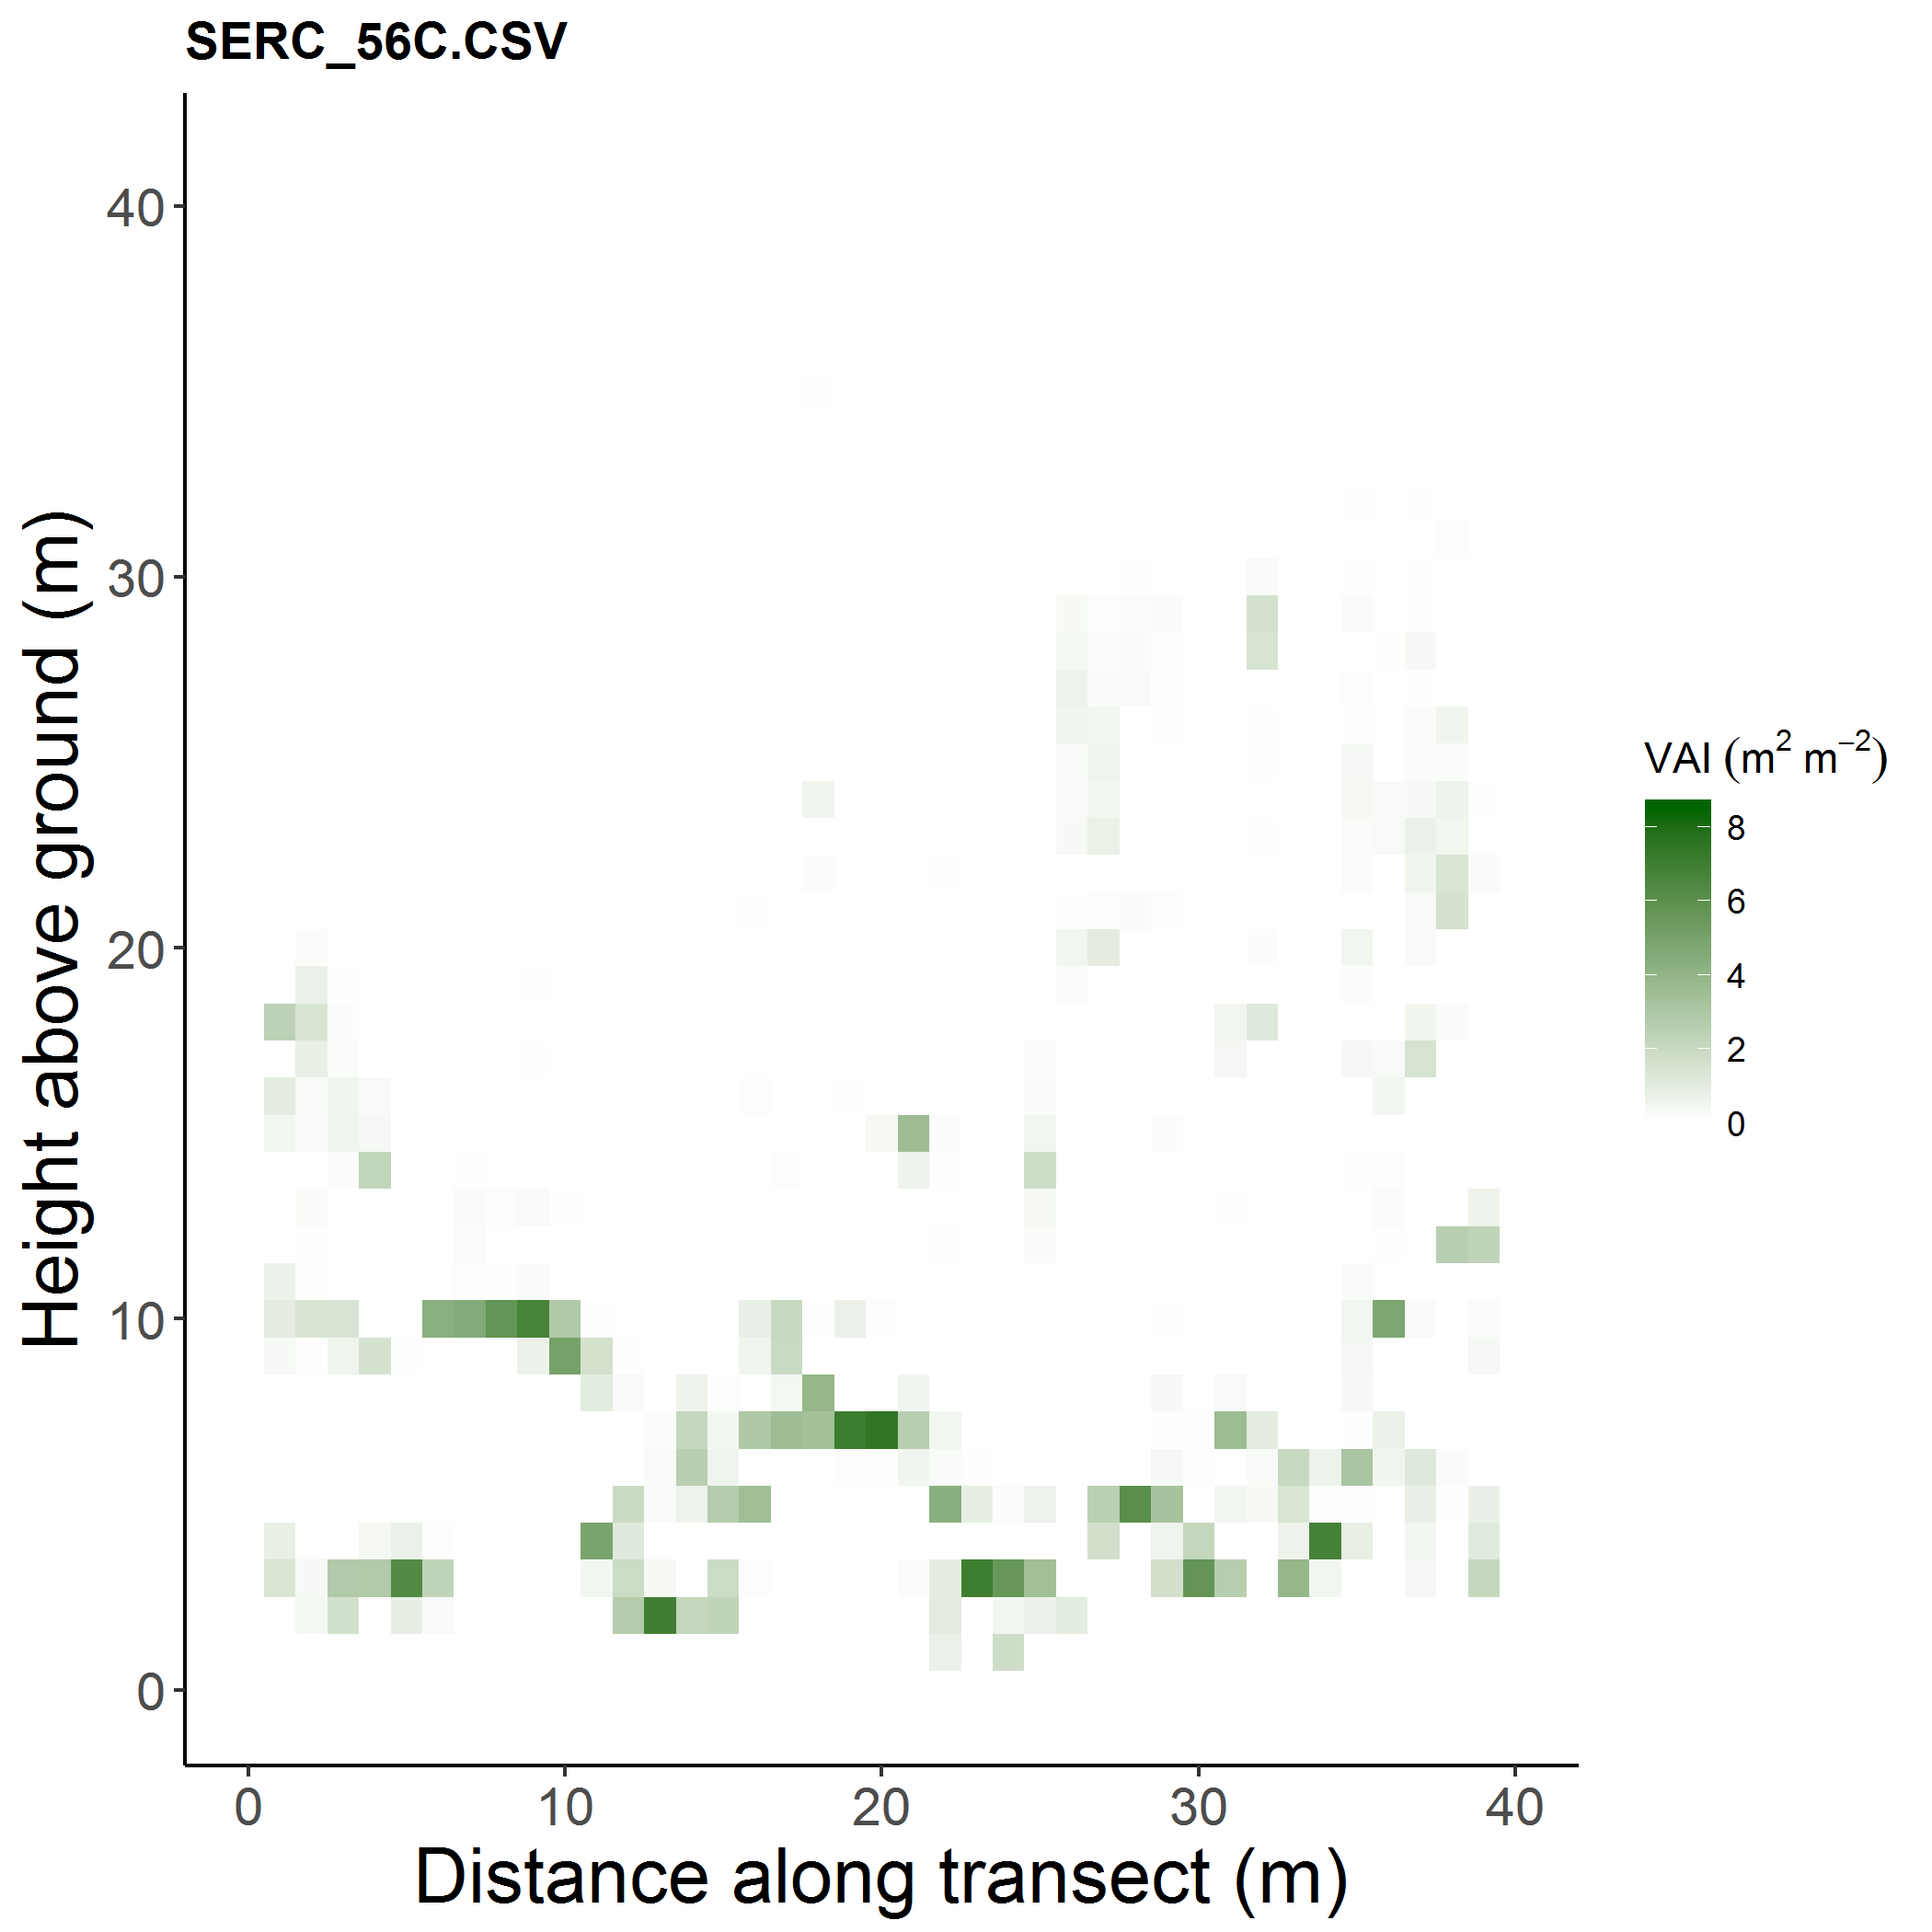 SERC_56C.CSV
Height above ground (m)
40
30
20
10
0
0 10 20 30 40
Distance along transect (m)
VAI (m² m⁻²)
8
6
4
2
0